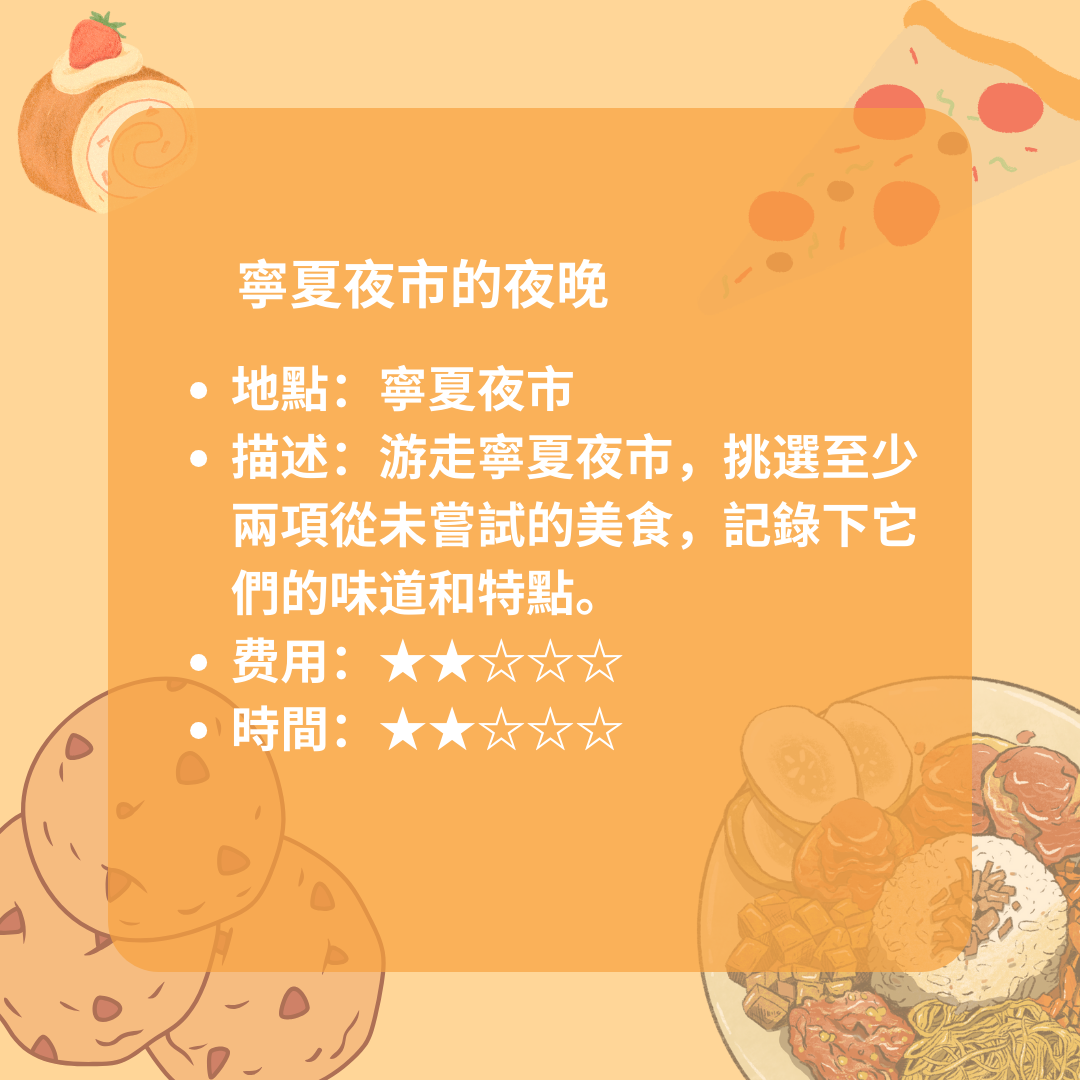 寧夏夜市的夜晚
• 地點：寧夏夜市
• 描述：游走寧夏夜市，挑選至少
兩項從未嘗試的美食，記錄下它
們的味道和特點。
• 费用：★★☆☆☆
• 時間：★★☆☆☆